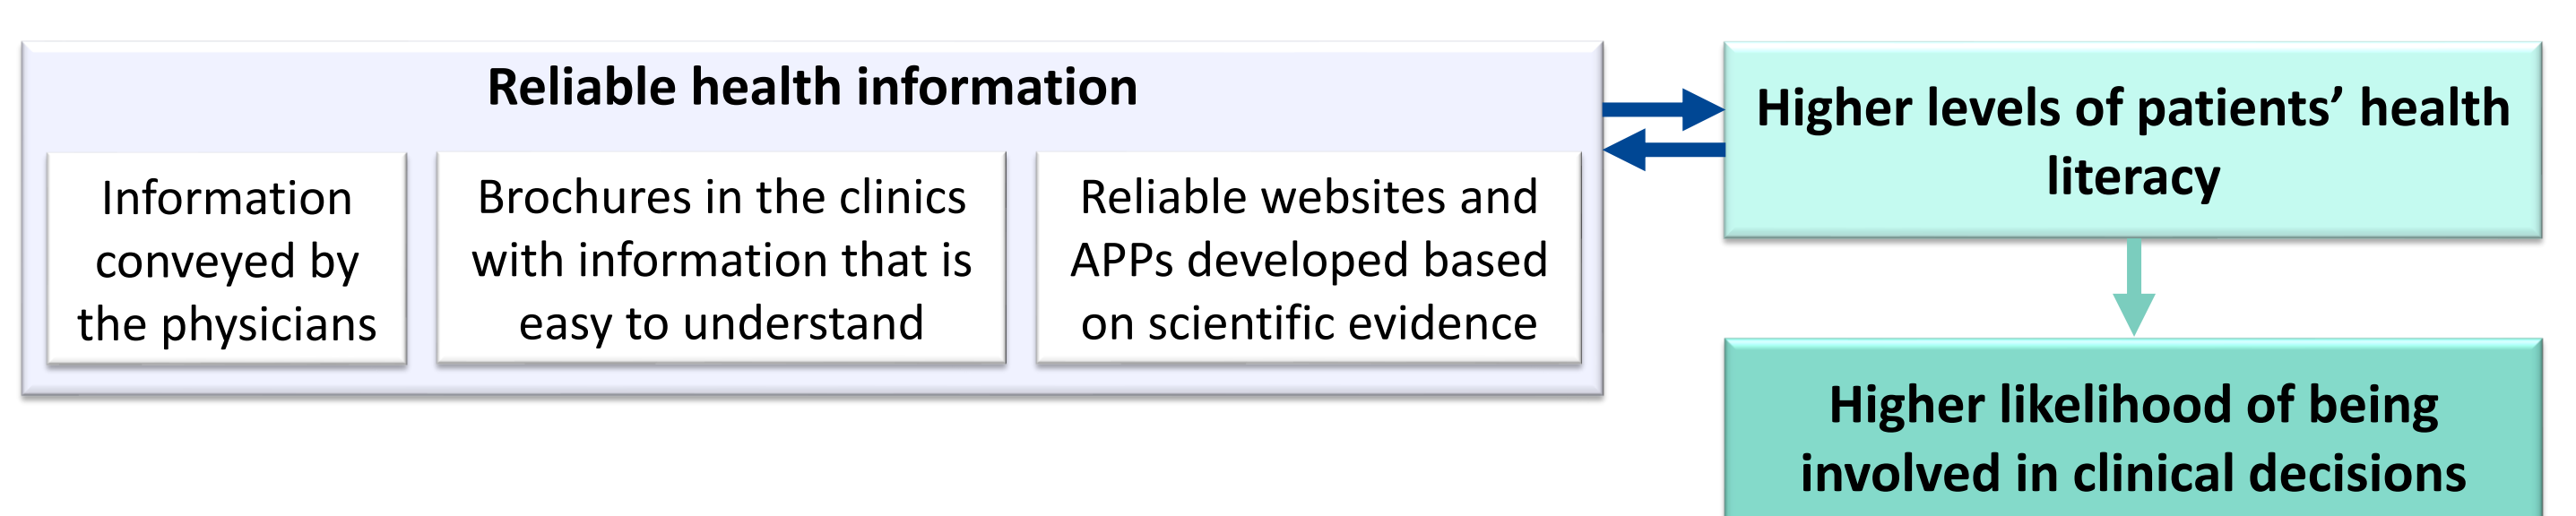 Reliable health information
Information
conveyed by
the physicians
Brochures in the clinics
with information that is
easy to understand
Reliable websites and
APPs developed based
on scientific evidence
Higher levels of patients’ health
literacy
Higher likelihood of being
involved in clinical decisions